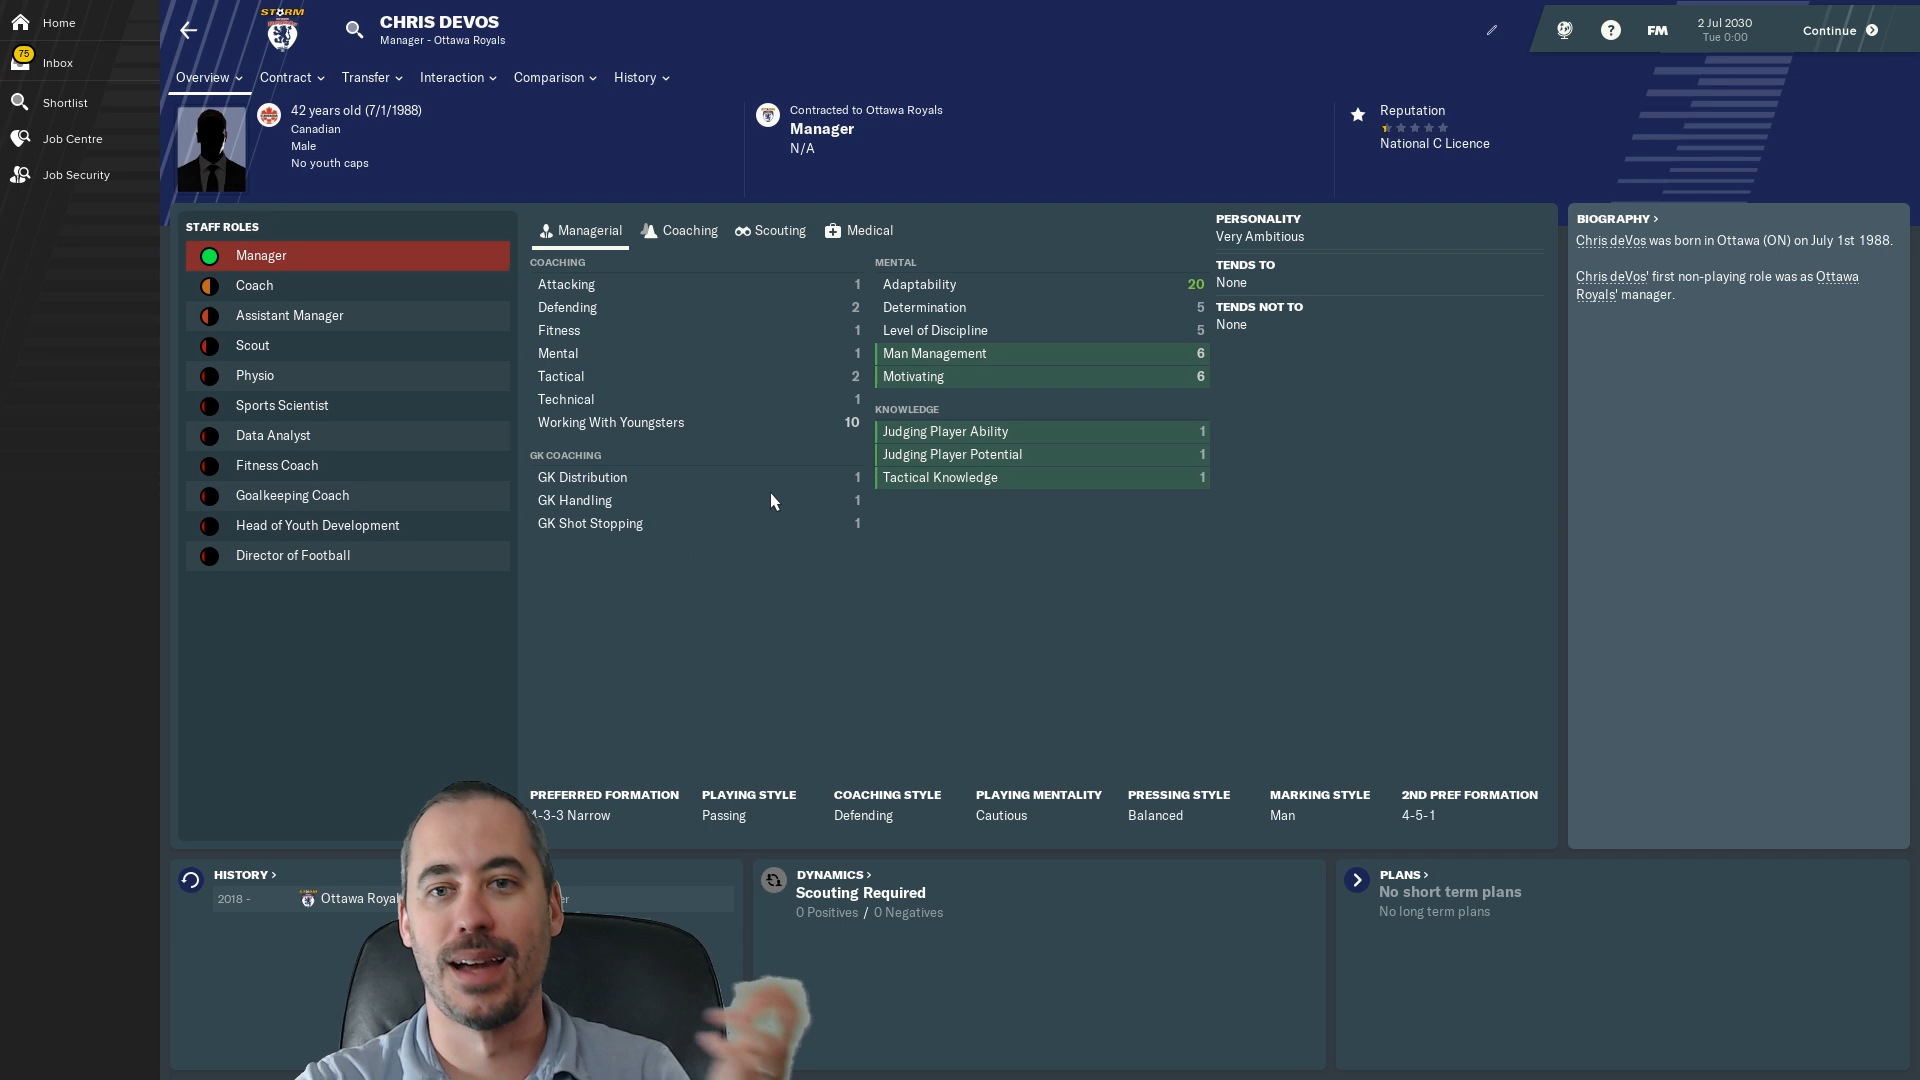 Home
75
Inbox
Shortlist
Job Centre
Job Security
STORM
CHRIS DEVOS
Manager - Ottawa Royals
FM
2 Jul 2030
Tue 0:00
Continue
Overview
Contract
Transfer
Interaction
Comparison
History
42 years old (7/1/1988)
Canadian
Male
No youth caps
Contracted to Ottawa Royals
Manager
N/A
Reputation
National C Licence
STAFF ROLES
Manager
Coach
Assistant Manager
Scout
Physio
Sports Scientist
Data Analyst
Fitness Coach
Goalkeeping Coach
Head of Youth Development
Director of Football
Managerial
Coaching
Scouting
Medical
COACHING
Attacking 1
Defending 2
Fitness 1
Mental 1
Tactical 2
Technical 1
Working With Youngsters 10
GK COACHING
GK Distribution 1
GK Handling 1
GK Shot Stopping 1
MENTAL
Adaptability 20
Determination 5
Level of Discipline 5
Man Management 6
Motivating 6
KNOWLEDGE
Judging Player Ability 1
Judging Player Potential 1
Tactical Knowledge 1
PERSONALITY
Very Ambitious
TENDS TO
None
TENDS NOT TO
None
BIOGRAPHY >
Chris deVos was born in Ottawa (ON) on July 1st 1988.
Chris deVos' first non-playing role was as Ottawa
Royals' manager.
PREFERRED FORMATION
4-3-3 Narrow
PLAYING STYLE
Passing
COACHING STYLE
Defending
PLAYING MENTALITY
Cautious
PRESSING STYLE
Balanced
MARKING STYLE
Man
2ND PREF FORMATION
4-5-1
HISTORY >
2018 - Ottawa Royal
DYNAMICS >
Scouting Required
0 Positives / 0 Negatives
PLANS >
No short term plans
No long term plans